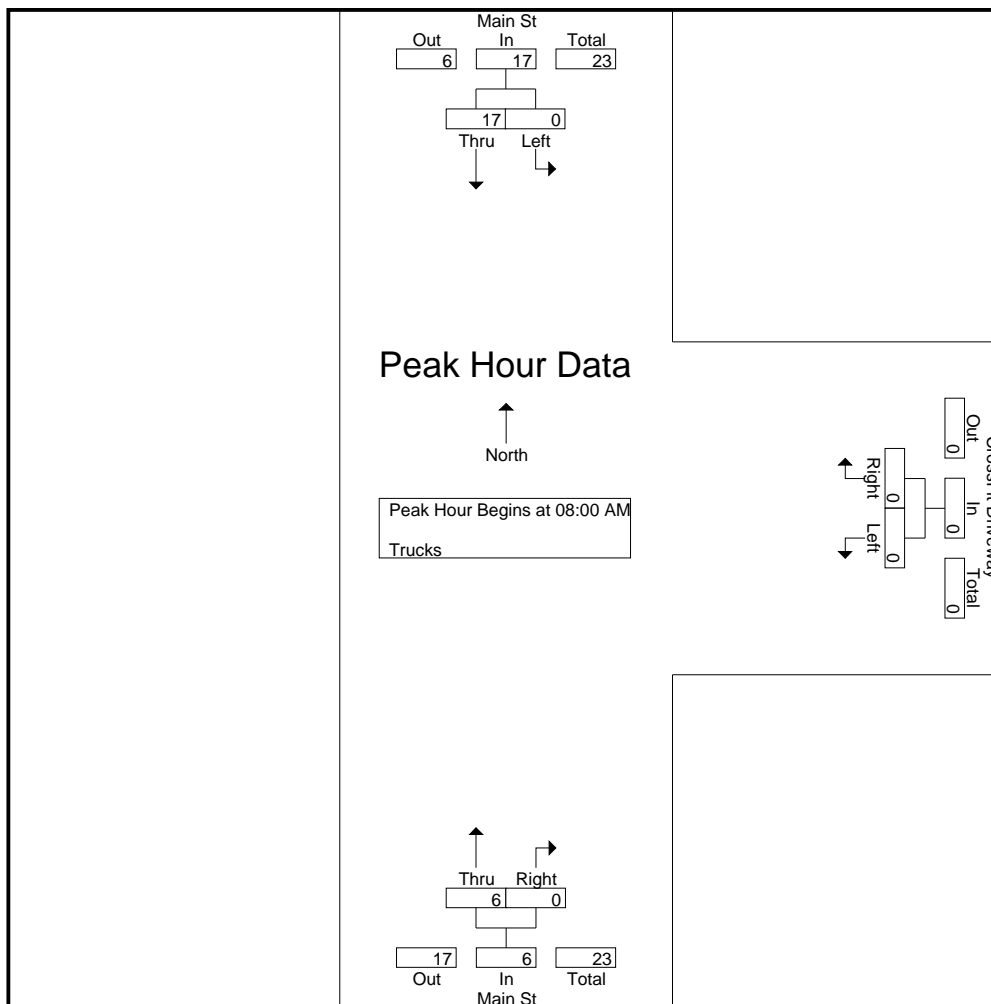 Main St
Out In Total
6 17 23
17 0
Thru Left
Peak Hour Data
North
Peak Hour Begins at 08:00 AM
Trucks
Out
0
In
0
Total
0
Right
0
Left
0
Driveway
Thru Right
6 0
17 6 23
Out In Total
Main St